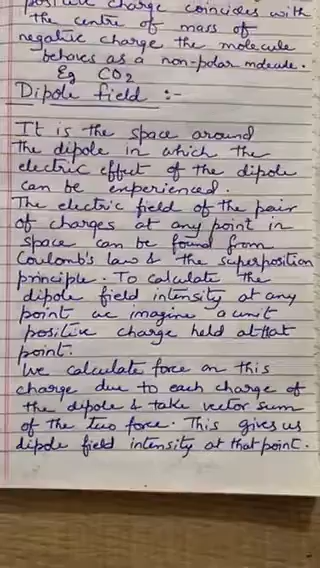 positive charge coincides with
the centre of mass of
negative charge the molecule
behaves as a non-polar molecule.
Eg CO2
Dipole field :-
It is the space around
the dipole in which the
electric effect of the dipole
can be experienced.
The electric field of the pair
of charges at any point in
space can be found from
Coulomb's law & the superposition
principle. To calculate the
dipole field intensity at any
point we imagine a unit
positive charge held at that
point.
We calculate force on this
charge due to each charge of
the dipole & take vector sum
of the two force. This gives us
dipole field intensity at that point.